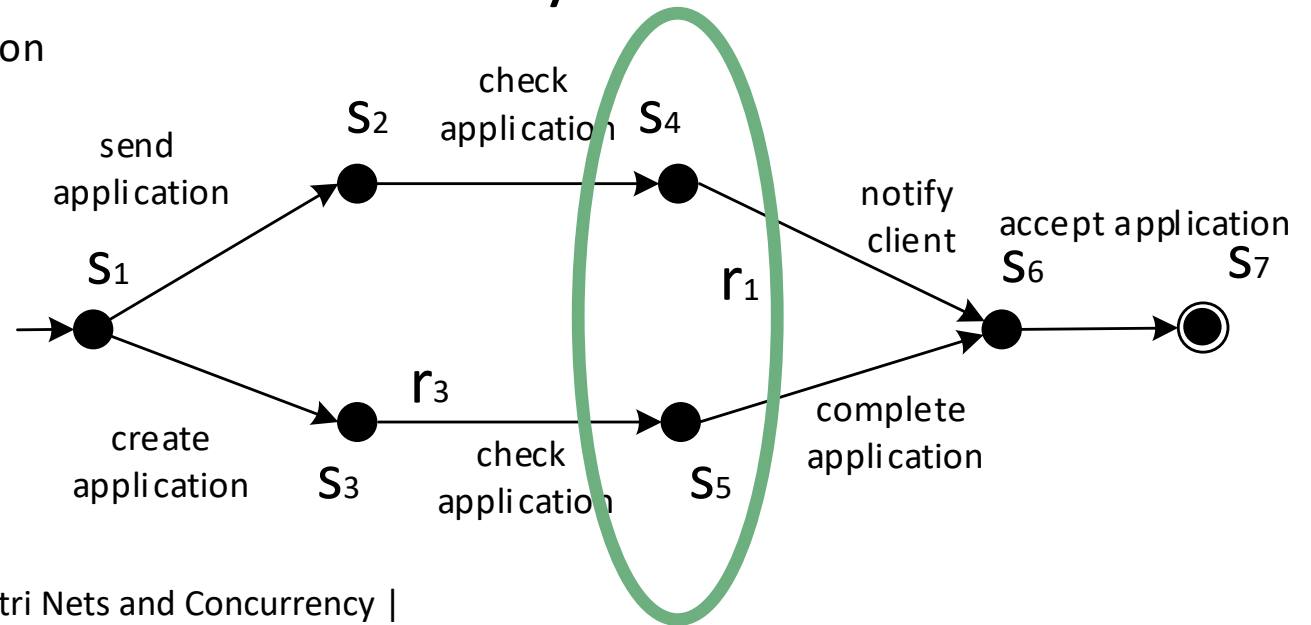 on
check
application
s2
s4
send
application
notify
client
accept application
s1
s6
s7
r1
r3
create
application
s3
check
application
s5
complete
application
tri Nets and Concurrency |